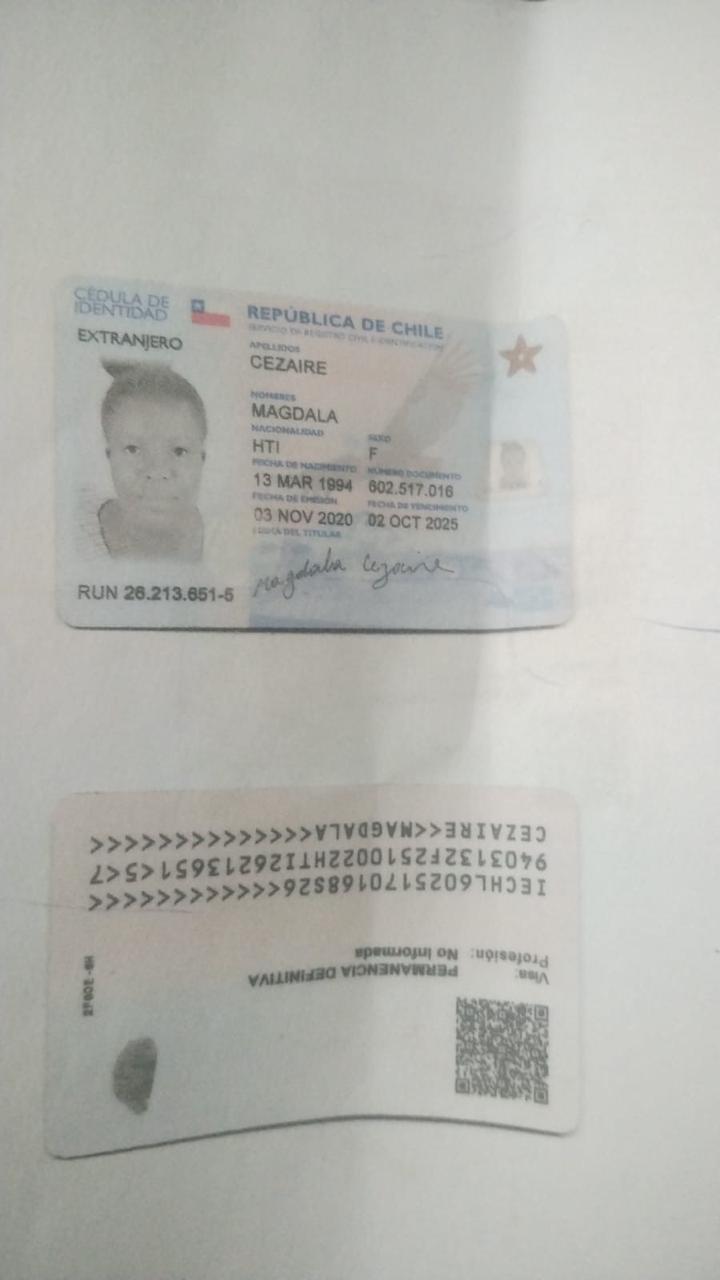 CÉDULA DE
IDENTIDAD
EXTRANJERO
REPÚBLICA DE CHILE
SERVICIO DE REGISTRO CIVIL E IDENTIFICACIÓN
APELLIDOS
CEZAIRE
NOMBRES
MAGDALA
NACIONALIDAD SEXO
HTI F
FECHA DE NACIMIENTO NÚMERO DOCUMENTO
13 MAR 1994 602.517.016
FECHA DE EMISIÓN FECHA DE VENCIMIENTO
03 NOV 2020 02 OCT 2025
FIRMA DEL TITULAR
Magdala Cezaire
RUN 26.213.651-5
Visa: PERMANENCIA DEFINITIVA
Profesión: No Informada
IECHL6025170168S26<<<<<<<<<<<<
9403132F2510022HTI26213651<5<7
CEZAIRE<<MAGDALA<<<<<<<<<<<<<<